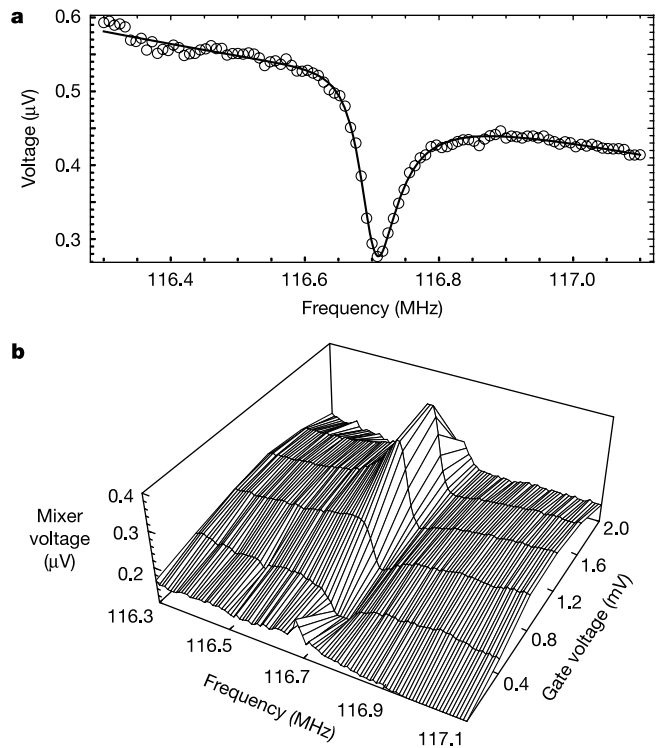 a
0.6
0.5
0.4
0.3
Voltage (μV)
116.4 116.6 116.8 117.0
Frequency (MHz)
b
0.4
0.3
0.2
Mixer
voltage
(μV)
116.3
116.5
116.7
116.9
117.1
Frequency (MHz)
2.0
1.6
1.2
0.8
0.4
Gate voltage (mV)